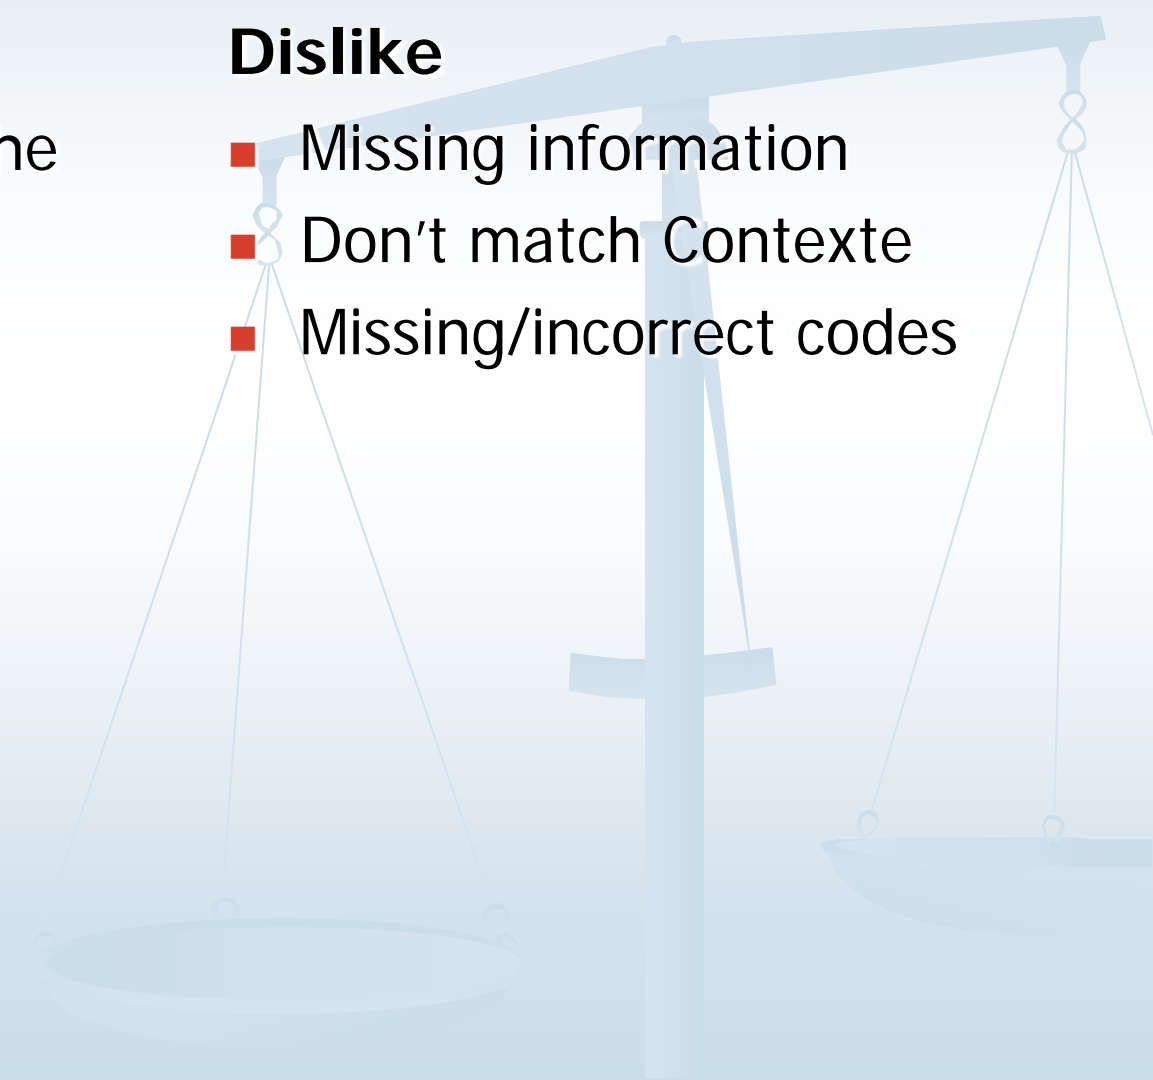 Dislike
Missing information
Don't match Contexte
Missing/incorrect codes